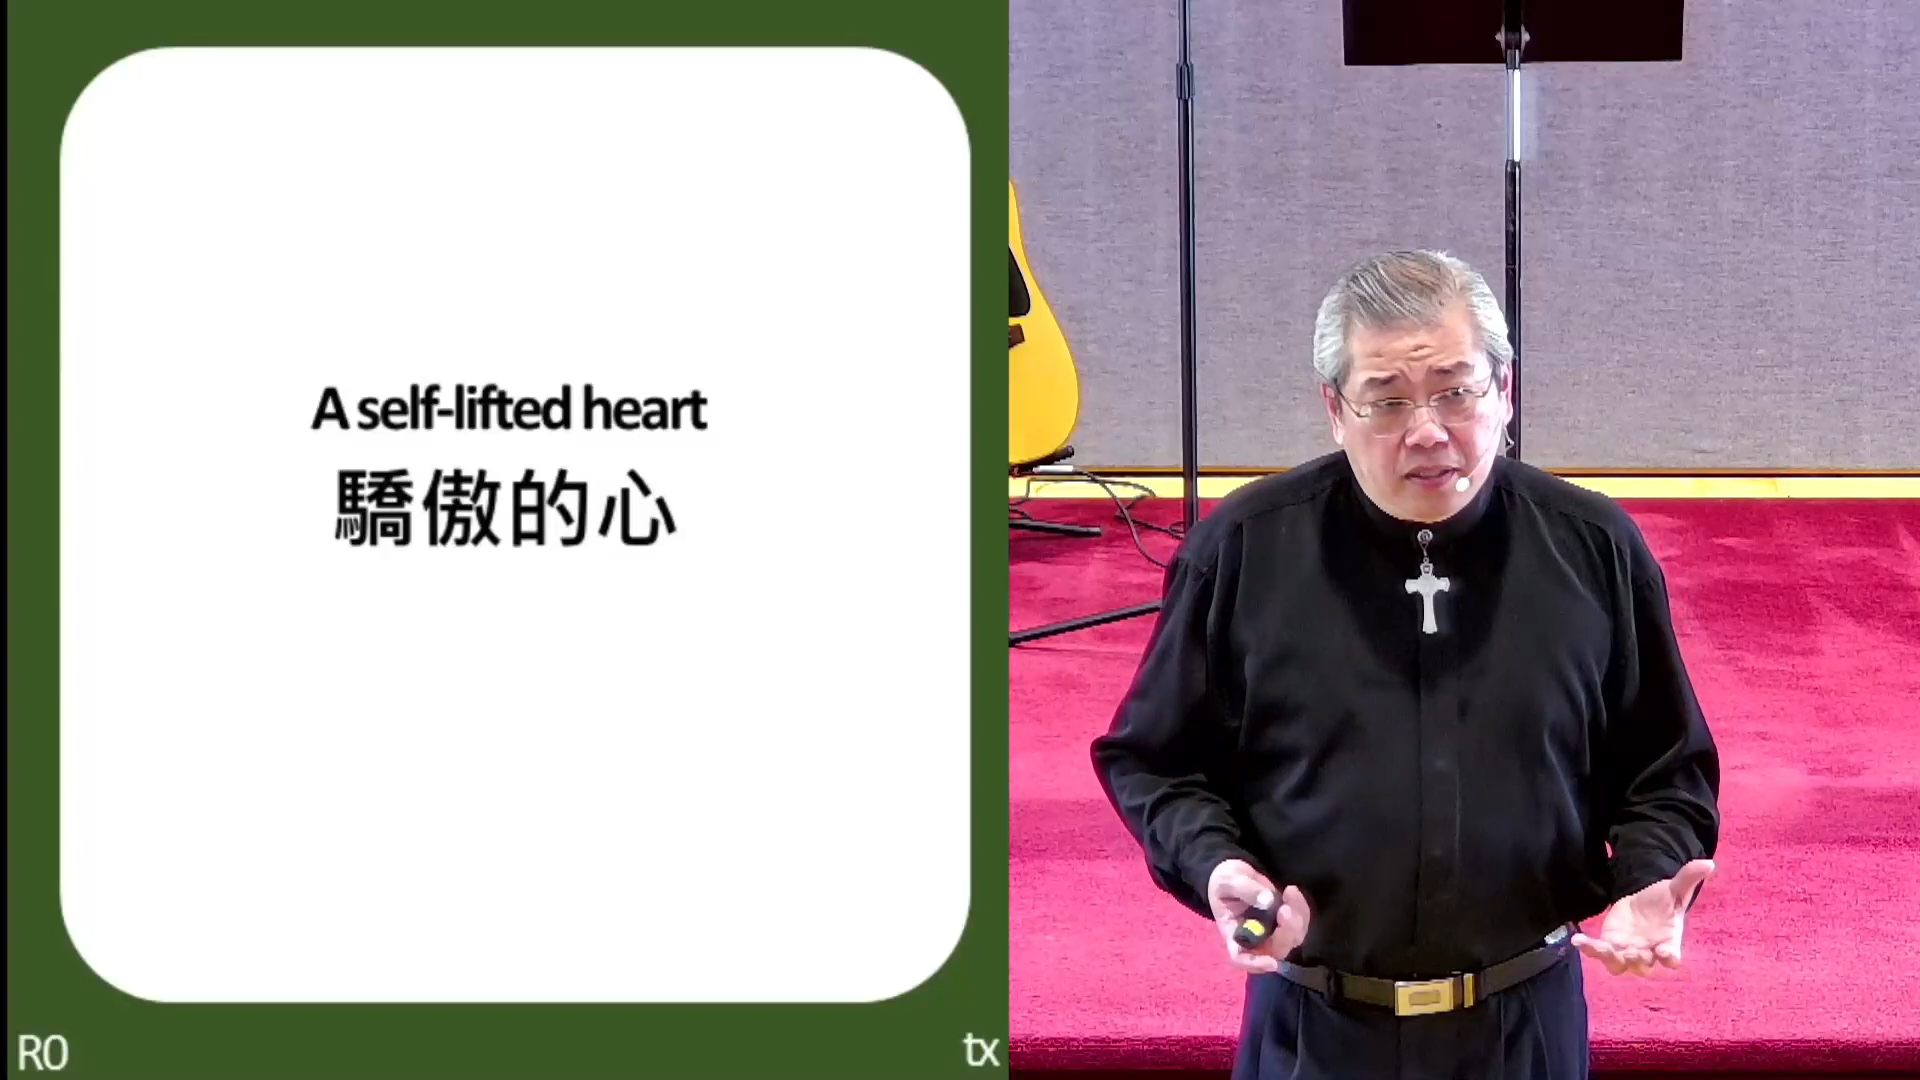 A self-lifted heart
驕傲的心
R0
tx